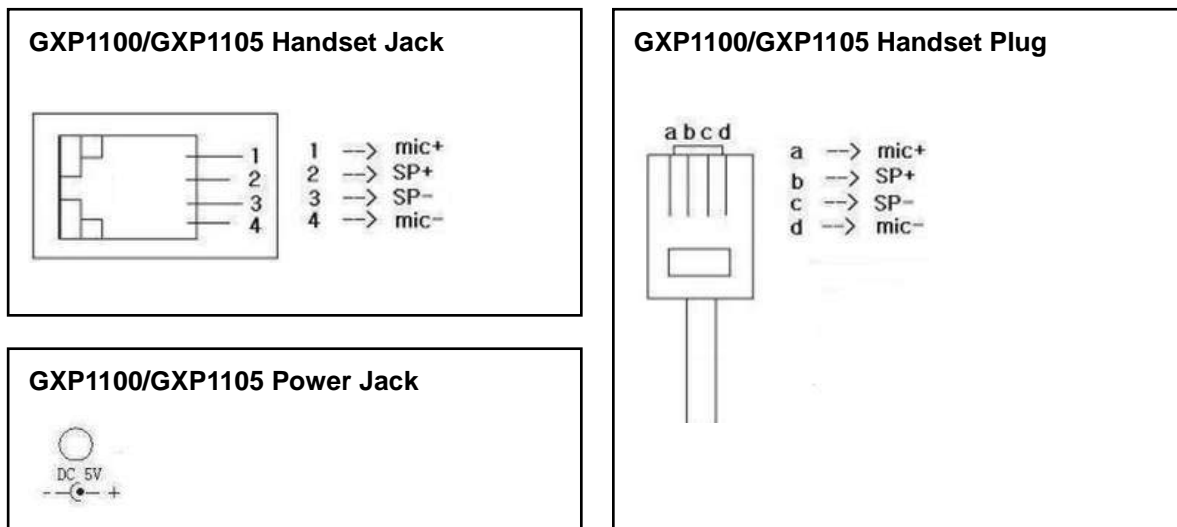 GXP1100/GXP1105 Handset Jack
1
2
3
4
1 --> mic+
2 --> SP+
3 --> SP-
4 --> mic-
GXP1100/GXP1105 Power Jack
DC 5V
- +
GXP1100/GXP1105 Handset Plug
a b c d
a --> mic+
b --> SP+
c --> SP-
d --> mic-